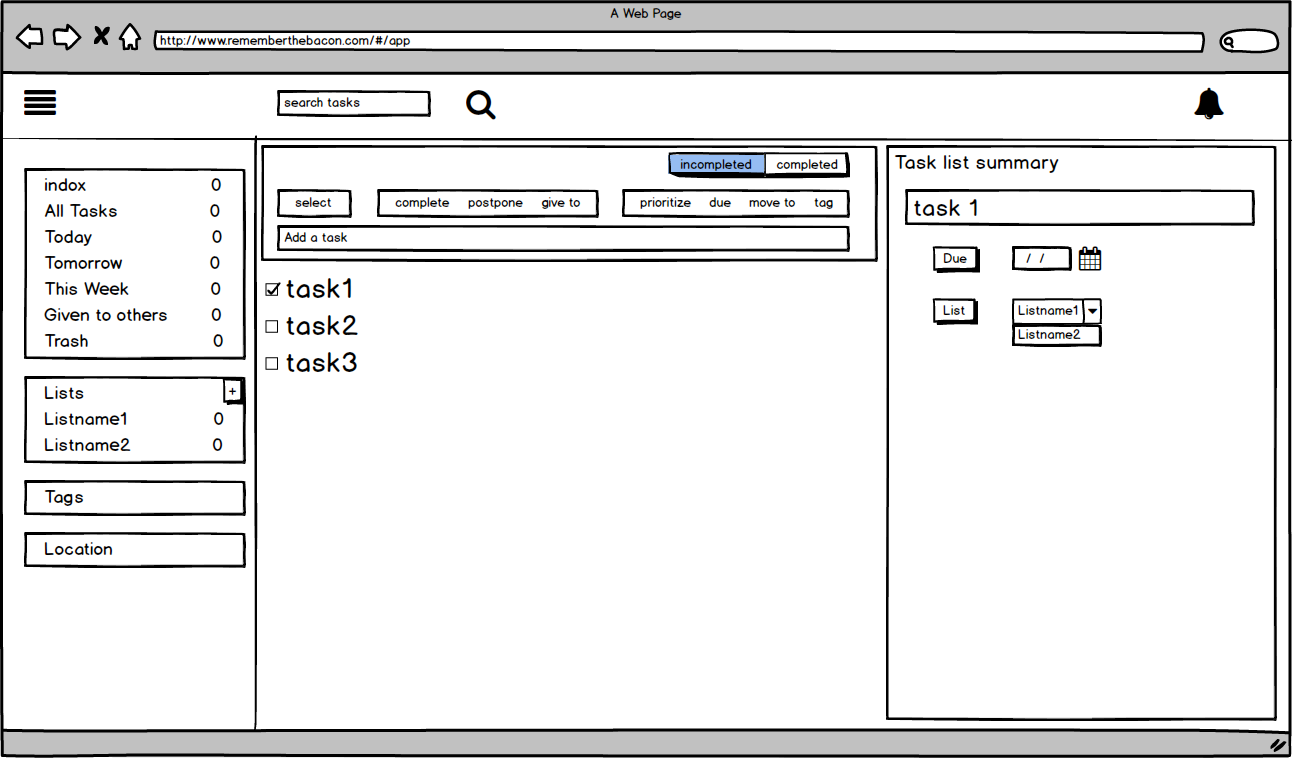 A Web Page
http://www.rememberthebacon.com/#/app
search tasks
indox 0
All Tasks 0
Today 0
Tomorrow 0
This Week 0
Given to others 0
Trash 0
Lists +
Listname1 0
Listname2 0
Tags
Location
incompleted completed
select complete postpone give to prioritize due move to tag
Add a task
task1
task2
task3
Task list summary
task 1
Due / /
List Listname1
Listname2